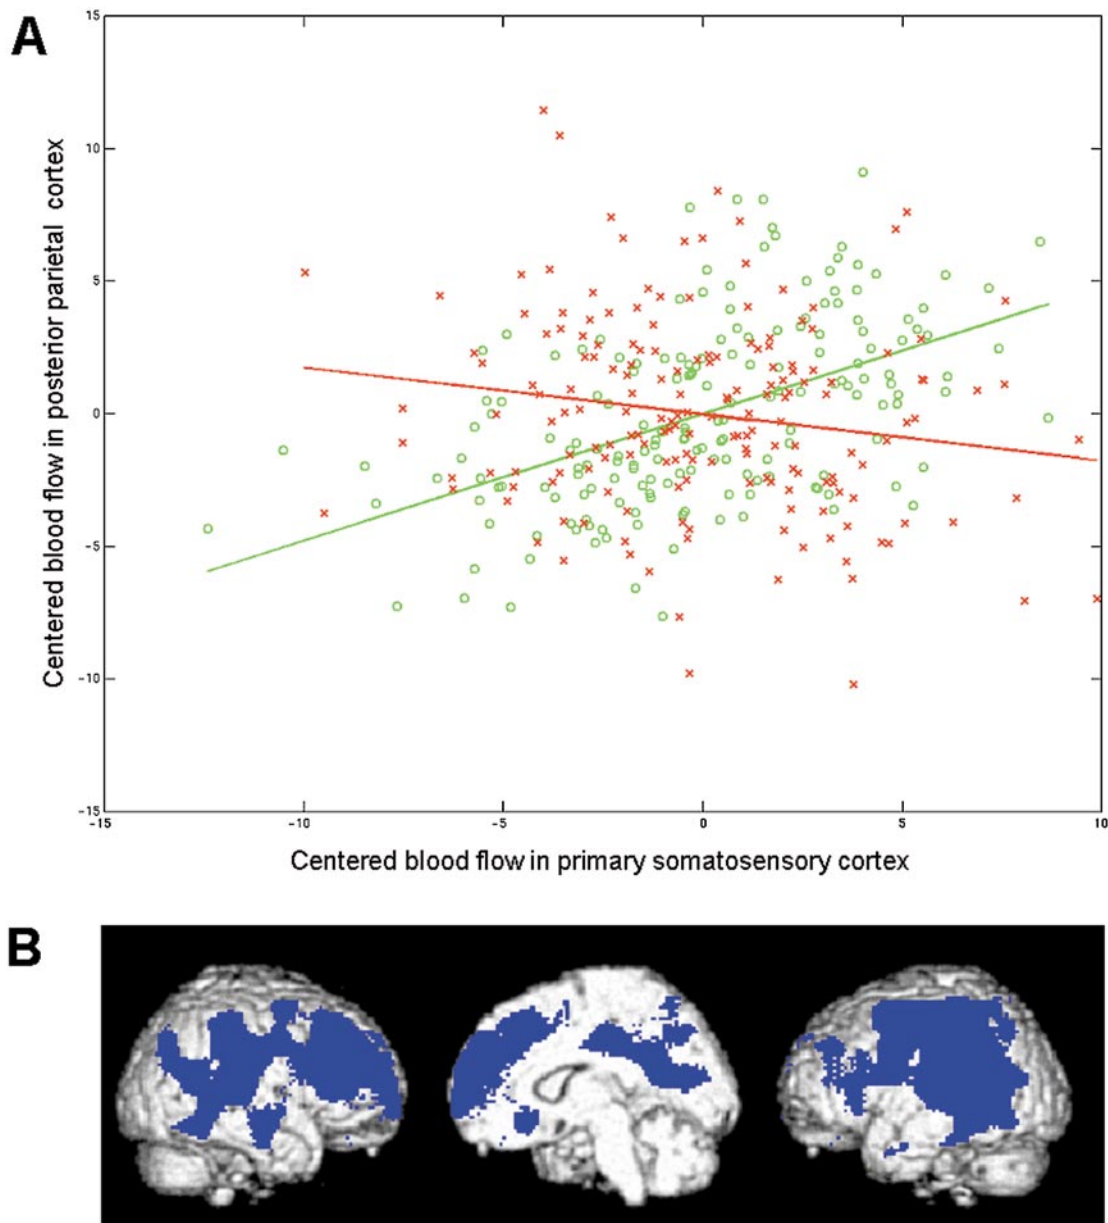 A
15
10
5
0
-5
-10
-15
-15 -10 -5 0 5 10
Centered blood flow in posterior parietal cortex
Centered blood flow in primary somatosensory cortex
B